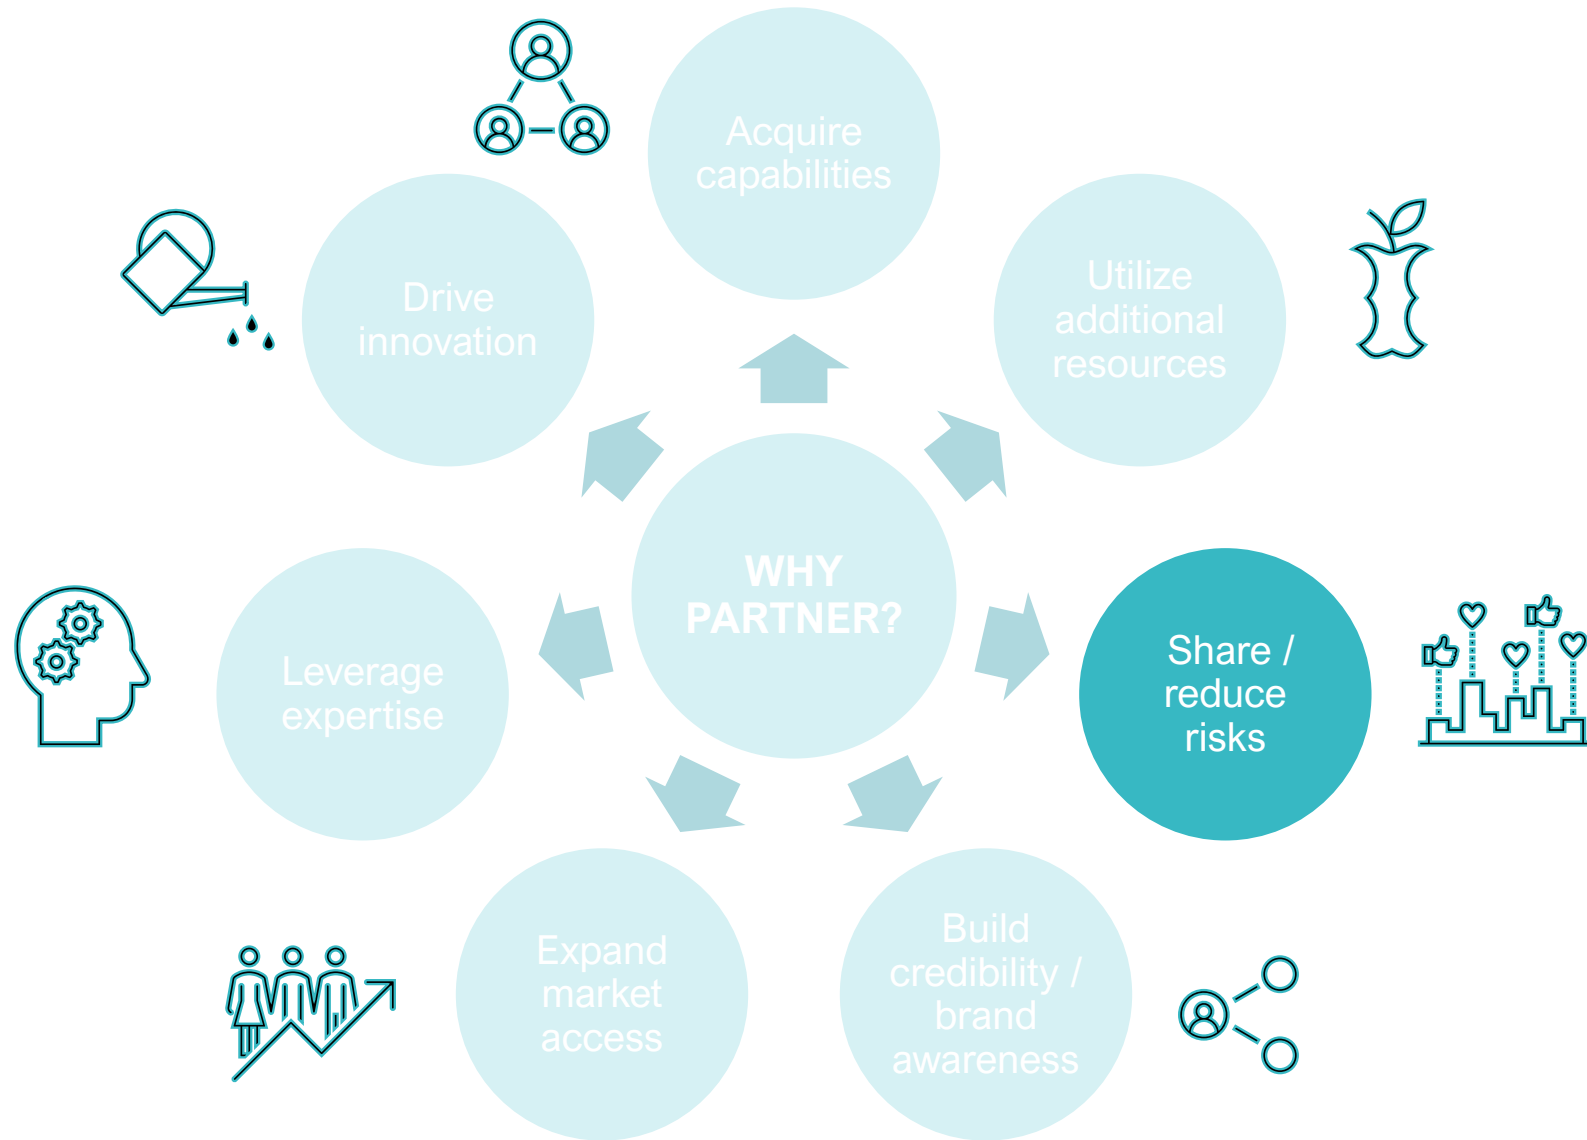 Acquire
capabilities
Utilize
additional
resources
Share /
reduce
risks
Build
credibility /
brand
awareness
Expand
market
access
Leverage
expertise
Drive
innovation
WHY
PARTNER?